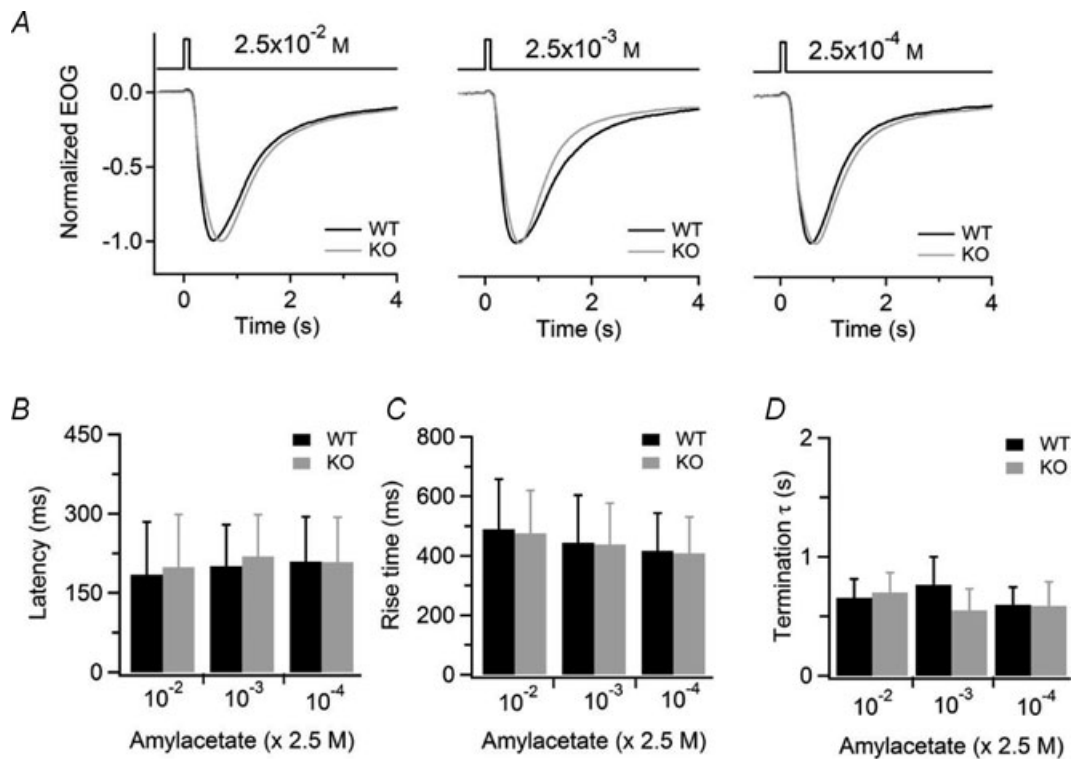 A
2.5x10⁻² M
2.5x10⁻³ M
2.5x10⁻⁴ M
Normalized EOG
0.0
-0.5
-1.0
WT
KO
WT
KO
WT
KO
0 2 4
0 2 4
0 2 4
Time (s)
Time (s)
Time (s)
B
Latency (ms)
450
300
150
0
WT
KO
10⁻² 10⁻³ 10⁻⁴
Amylacetate (x 2.5 M)
C
Rise time (ms)
800
600
400
200
0
WT
KO
10⁻² 10⁻³ 10⁻⁴
Amylacetate (x 2.5 M)
D
Termination τ (s)
2
1
0
WT
KO
10⁻² 10⁻³ 10⁻⁴
Amylacetate (x 2.5 M)